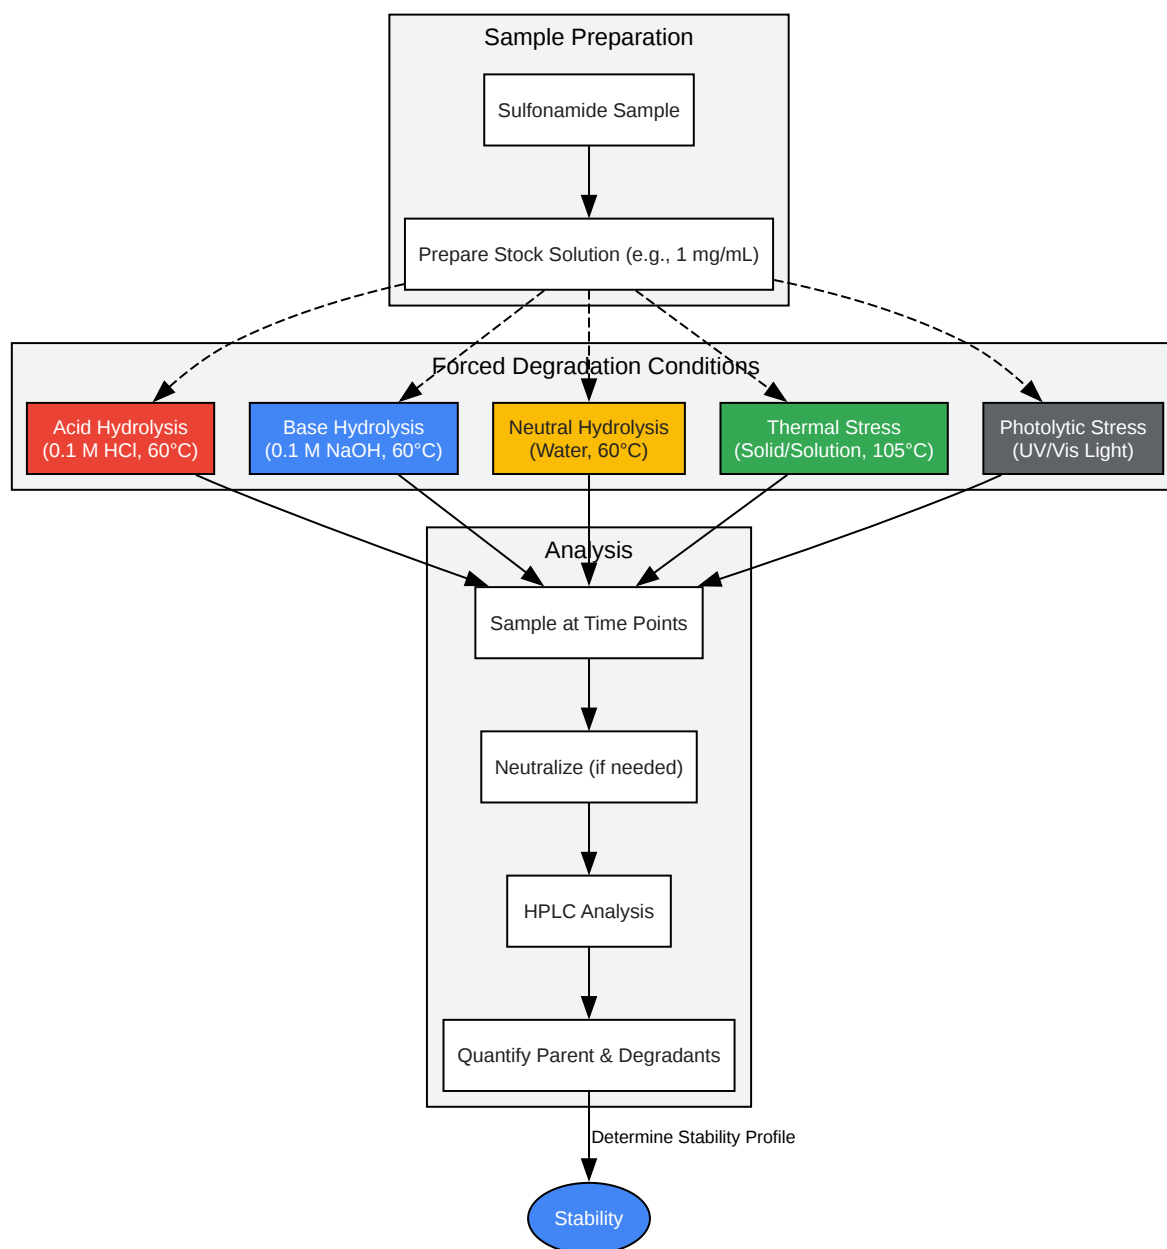 Sample Preparation
Sulfonamide Sample
Prepare Stock Solution (e.g., 1 mg/mL)
Forced Degradation Conditions
Acid Hydrolysis
(0.1 M HCl, 60°C)
Base Hydrolysis
(0.1 M NaOH, 60°C)
Neutral Hydrolysis
(Water, 60°C)
Thermal Stress
(Solid/Solution, 105°C)
Photolytic Stress
(UV/Vis Light)
Analysis
Sample at Time Points
Neutralize (if needed)
HPLC Analysis
Quantify Parent & Degradants
Determine Stability Profile
Stability